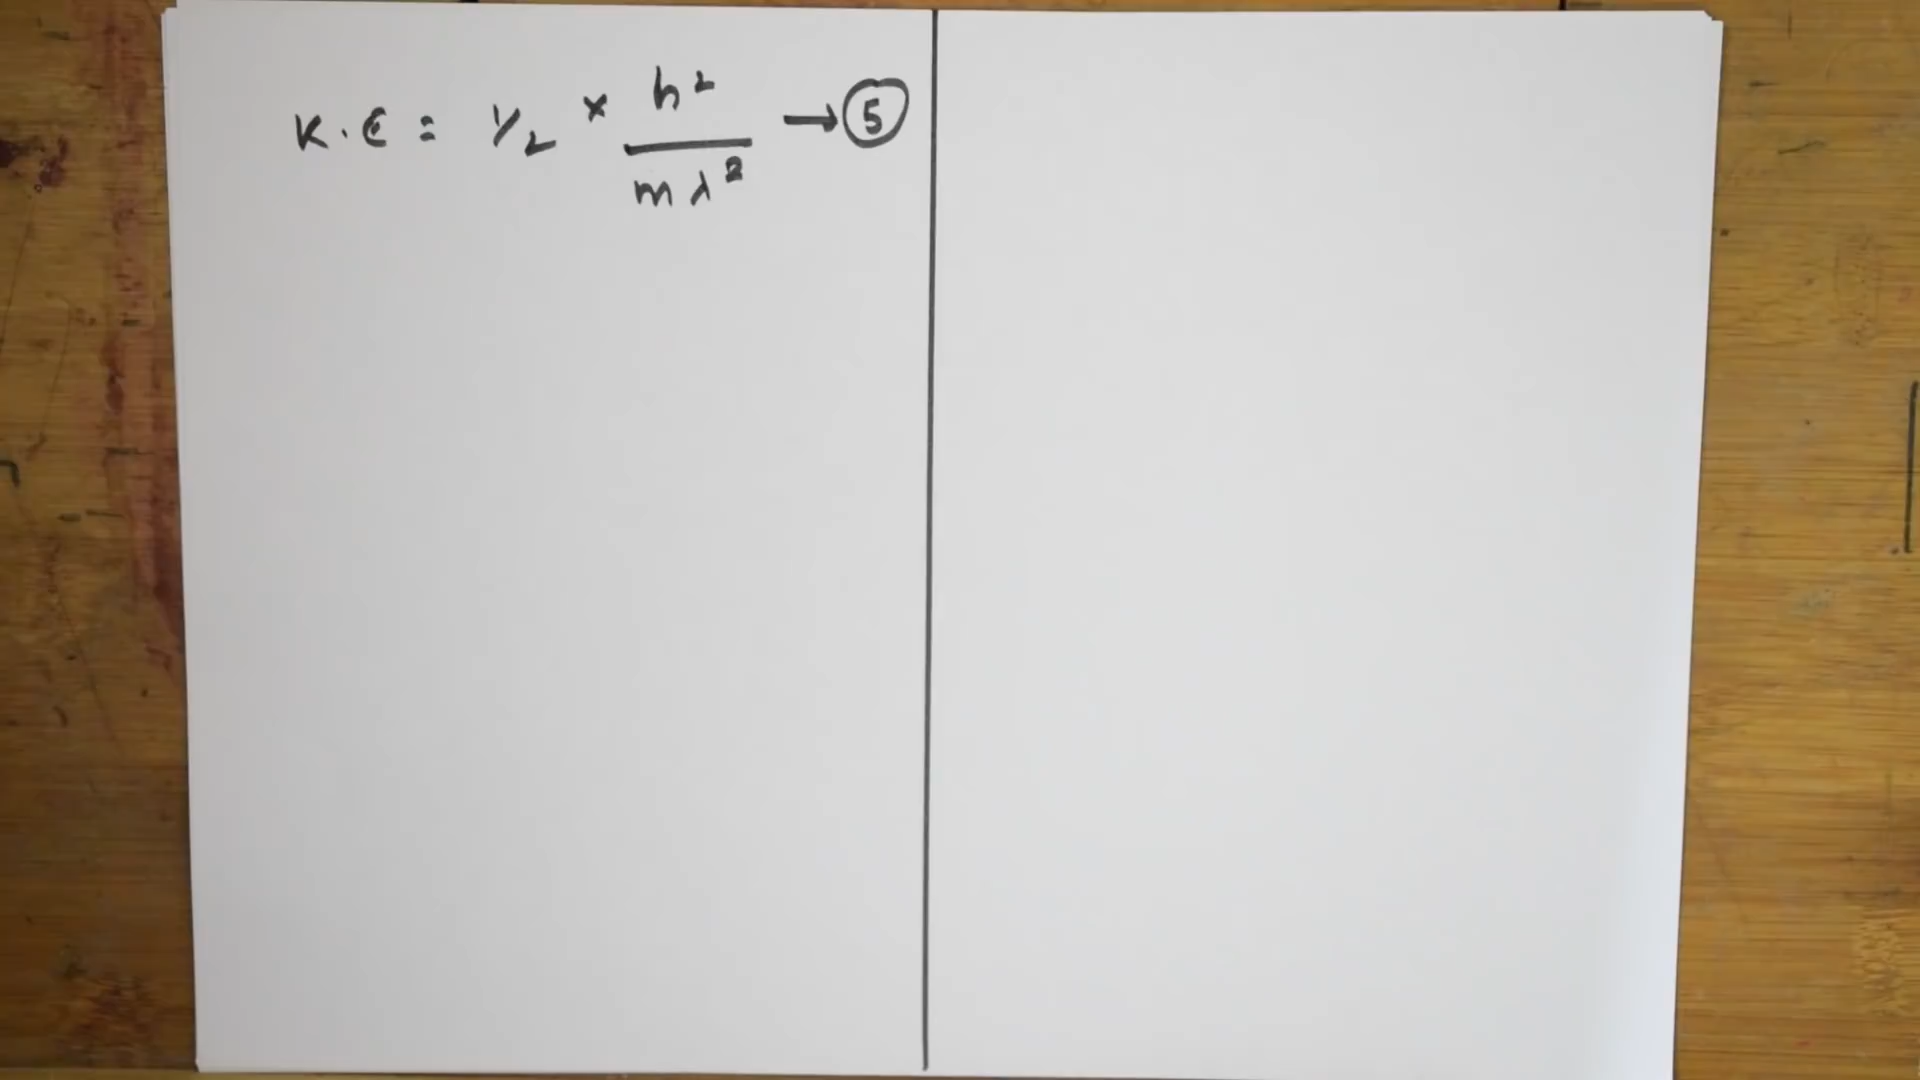 K.E = 1/2 × h² / mλ² → ⑤